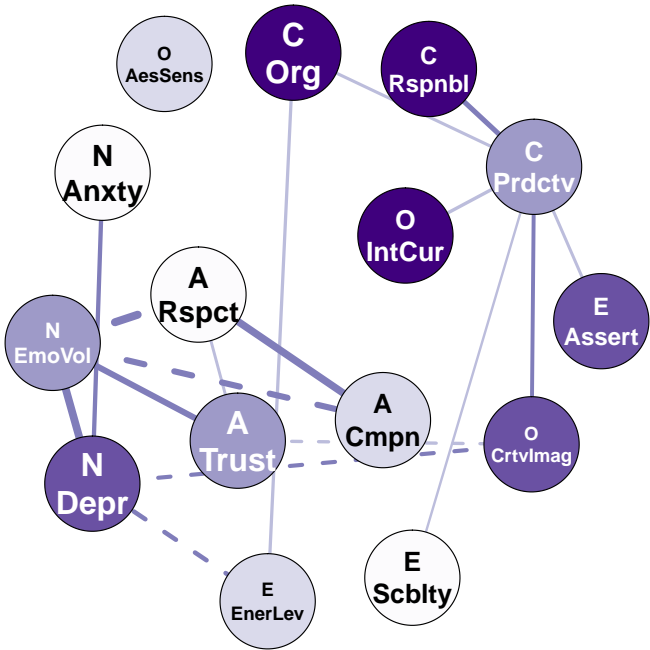 O
AesSens
C
Org
C
Rspnbl
N
Anxty
C
Prdctv
O
IntCur
A
Rspct
E
Assert
N
EmoVol
A
Trust
A
Cmpn
O
CrtvImag
N
Depr
E
EnerLev
E
Scblty